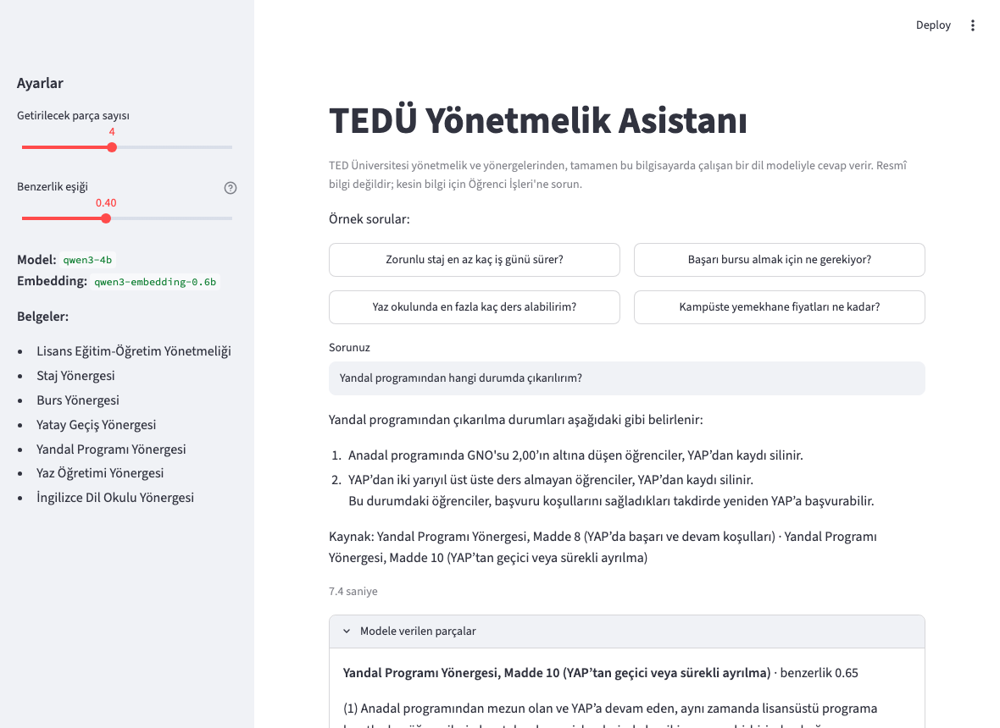 Deploy
Ayarlar
Getirilecek parça sayısı
4
Benzerlik eşiği
0.40
Model: qwen3-4b
Embedding: qwen3-embedding-0.6b
Belgeler:
Lisans Eğitim-Öğretim Yönetmeliği
Staj Yönergesi
Burs Yönergesi
Yatay Geçiş Yönergesi
Yandal Programı Yönergesi
Yaz Öğretimi Yönergesi
İngilizce Dil Okulu Yönergesi
TEDÜ Yönetmelik Asistanı
TED Üniversitesi yönetmelik ve yönergelerinden, tamamen bu bilgisayarda çalışan bir dil modeliyle cevap verir. Resmî
bilgi değildir; kesin bilgi için Öğrenci İşleri'ne sorun.
Örnek sorular:
Zorunlu staj en az kaç iş günü sürer?
Başarı bursu almak için ne gerekiyor?
Yaz okulunda en fazla kaç ders alabilirim?
Kampüste yemekhane fiyatları ne kadar?
Sorunuz
Yandal programından hangi durumda çıkarılırım?
Yandal programından çıkarılma durumları aşağıdaki gibi belirlenir:
1. Anadal programında GNO'su 2,00’ın altına düşen öğrenciler, YAP’dan kaydı silinir.
2. YAP’dan iki yarıyıl üst üste ders almayan öğrenciler, YAP’dan kaydı silinir.
Bu durumdaki öğrenciler, başvuru koşullarını sağladıkları takdirde yeniden YAP’a başvurabilir.
Kaynak: Yandal Programı Yönergesi, Madde 8 (YAP’da başarı ve devam koşulları) · Yandal Programı
Yönergesi, Madde 10 (YAP’tan geçici veya sürekli ayrılma)
7.4 saniye
Modele verilen parçalar
Yandal Programı Yönergesi, Madde 10 (YAP’tan geçici veya sürekli ayrılma) · benzerlik 0.65
(1) Anadal programından mezun olan ve YAP’a devam eden, aynı zamanda lisansüstü programa